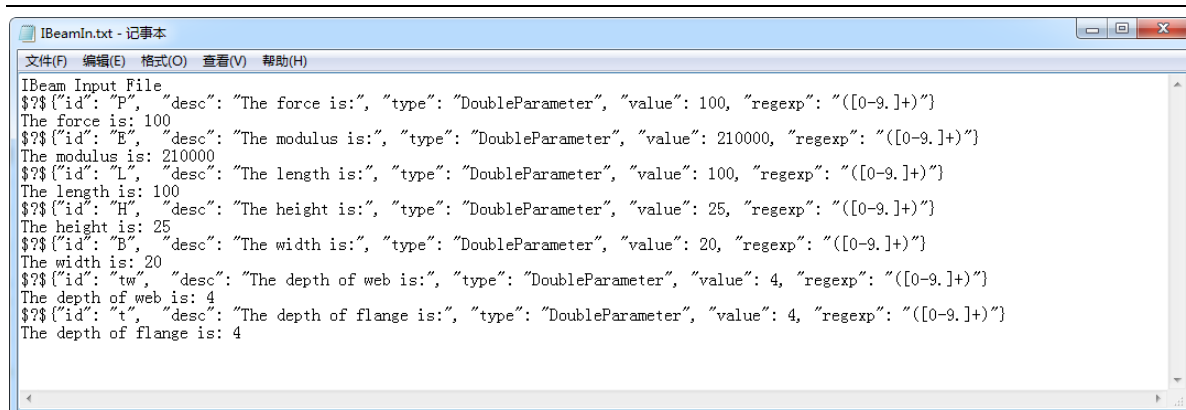 IBeamIn.txt - 记事本
文件(F) 编辑(E) 格式(O) 查看(V) 帮助(H)
IBeam Input File
$?${"id": "P", "desc": "The force is:", "type": "DoubleParameter", "value": 100, "regexp": "([0-9.]+)"}
The force is: 100
$?${"id": "E", "desc": "The modulus is:", "type": "DoubleParameter", "value": 210000, "regexp": "([0-9.]+)"}
The modulus is: 210000
$?${"id": "L", "desc": "The length is:", "type": "DoubleParameter", "value": 100, "regexp": "([0-9.]+)"}
The length is: 100
$?${"id": "H", "desc": "The height is:", "type": "DoubleParameter", "value": 25, "regexp": "([0-9.]+)"}
The height is: 25
$?${"id": "B", "desc": "The width is:", "type": "DoubleParameter", "value": 20, "regexp": "([0-9.]+)"}
The width is: 20
$?${"id": "tw", "desc": "The depth of web is:", "type": "DoubleParameter", "value": 4, "regexp": "([0-9.]+)"}
The depth of web is: 4
$?${"id": "t", "desc": "The depth of flange is:", "type": "DoubleParameter", "value": 4, "regexp": "([0-9.]+)"}
The depth of flange is: 4